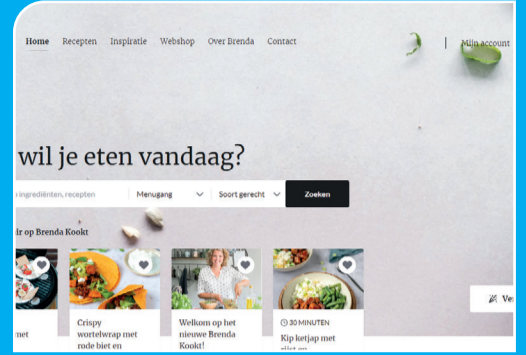 Home Recepten Inspiratie Webshop Over Brenda Contact
Mijn account
wil je eten vandaag?
ingrediënten, recepten Menugang Soort gerecht Zoeken
op Brenda Kookt
30 MINUTEN
Crispy
wortelwrap met
rode biet en
Welkom op het
nieuwe Brenda
Kookt!
Kip ketjap met